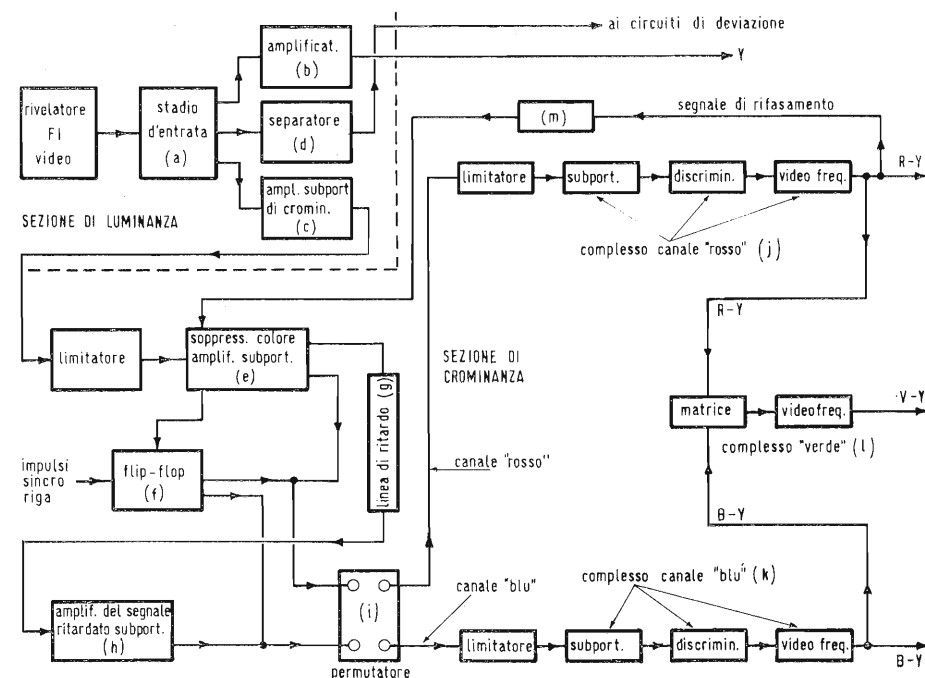 ai circuiti di deviazione
amplificat.
(b)
Y
rivelatore
FI
video
stadio
d'entrata
(a)
separatore
(d)
(m)
segnale di rifasamento
ampl. subport.
di cromin.
(c)
SEZIONE DI LUMINANZA
limitatore
subport.
discrimin.
video freq.
R-Y
complesso canale "rosso" (j)
R-Y
limitatore
soppress. colore
amplif. subport.
(e)
SEZIONE DI
CROMINANZA
linea di ritardo (g)
matrice
videofreq.
V-Y
complesso "verde" (l)
impulsi
sincro
riga
flip-flop
(f)
canale "rosso"
B-Y
amplif. del segnale
ritardato subport.
(h)
(i)
permutatore
canale "blu"
complesso canale "blu" (k)
limitatore
subport.
discrimin.
video freq.
B-Y